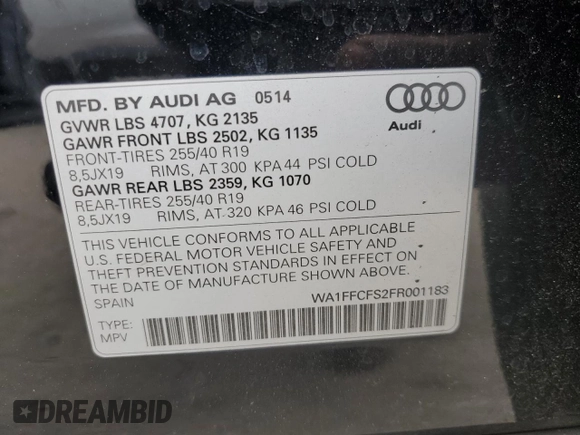 MFD. BY AUDI AG 0514
GVWR LBS 4707, KG 2135
GAWR FRONT LBS 2502, KG 1135
FRONT-TIRES 255/40 R19
8,5JX19 RIMS, AT 300 KPA 44 PSI COLD
GAWR REAR LBS 2359, KG 1070
REAR-TIRES 255/40 R19
8,5JX19 RIMS, AT 320 KPA 46 PSI COLD
Audi
THIS VEHICLE CONFORMS TO ALL APPLICABLE
U.S. FEDERAL MOTOR VEHICLE SAFETY AND
THEFT PREVENTION STANDARDS IN EFFECT ON
THE DATE OF MANUFACTURE SHOWN ABOVE.
SPAIN WA1FFCFS2FR001183
TYPE:
MPV
DREAMBID